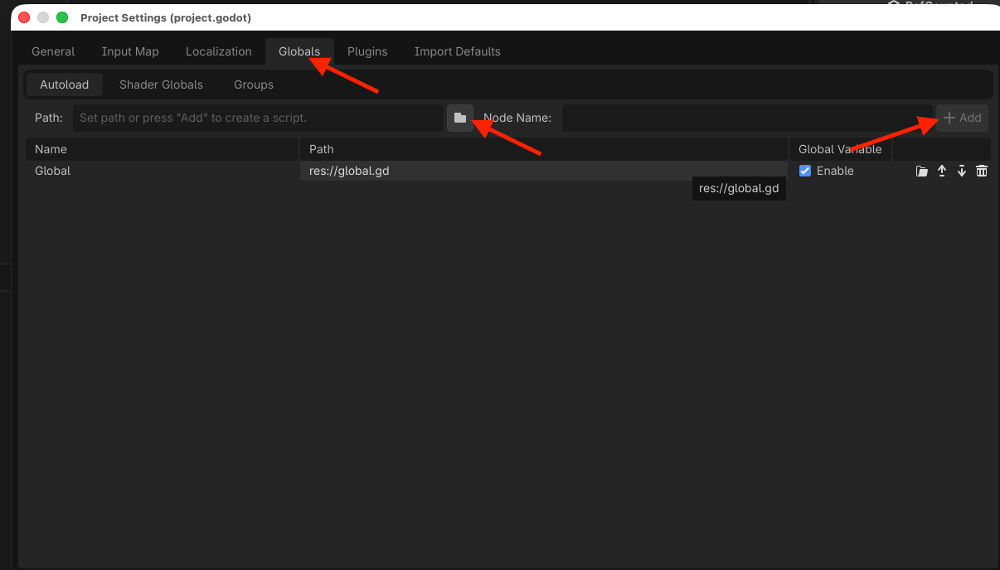 RefCounted
Project Settings (project.godot)
General Input Map Localization Globals Plugins Import Defaults
Autoload Shader Globals Groups
Path: Set path or press "Add" to create a script. Node Name: Add
Name Path Global Variable
Global res://global.gd Enable
res://global.gd